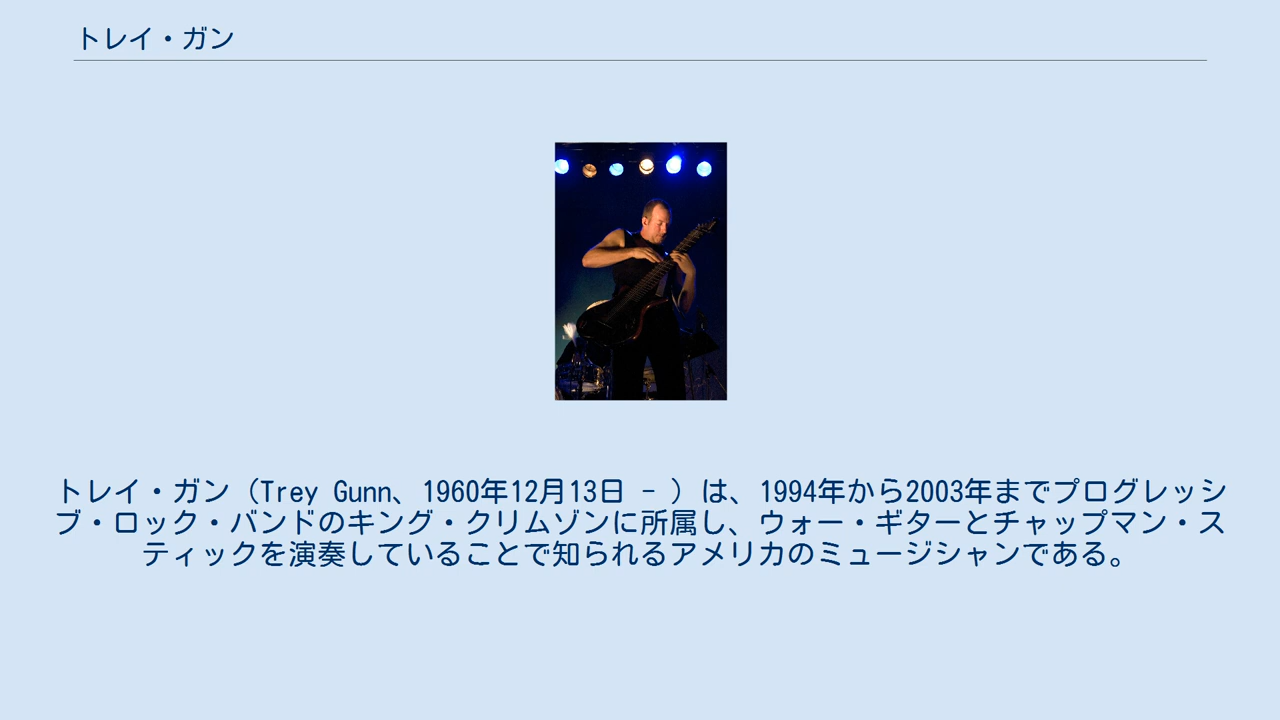 トレイ・ガン
トレイ・ガン（Trey Gunn、1960年12月13日 - ）は、1994年から2003年までプログレッシ
ブ・ロック・バンドのキング・クリムゾンに所属し、ウォー・ギターとチャップマン・ス
ティックを演奏していることで知られるアメリカのミュージシャンである。